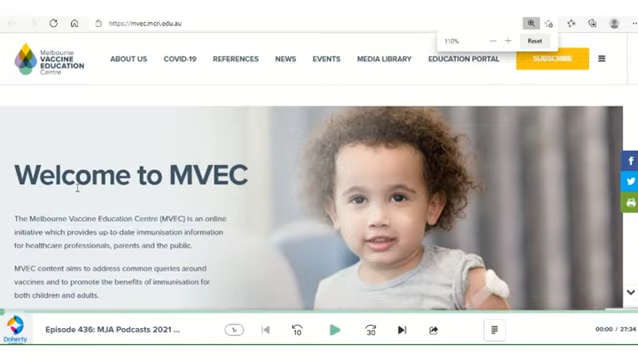 https://mvec.mcri.edu.au
110%
Reset
Melbourne
VACCINE
EDUCATION
Centre
ABOUT US
COVID-19
REFERENCES
NEWS
EVENTS
MEDIA LIBRARY
EDUCATION PORTAL
SUBSCRIBE
Welcome to MVEC
The Melbourne Vaccine Education Centre (MVEC) is an online
initiative which provides up-to-date immunisation information
for healthcare professionals, parents and the public.
MVEC content aims to address common queries around
vaccines and to promote the benefits of immunisation for
both children and adults.
Doherty
Episode 436: MJA Podcasts 2021 ...
1x
10
30
00:00 / 27:34